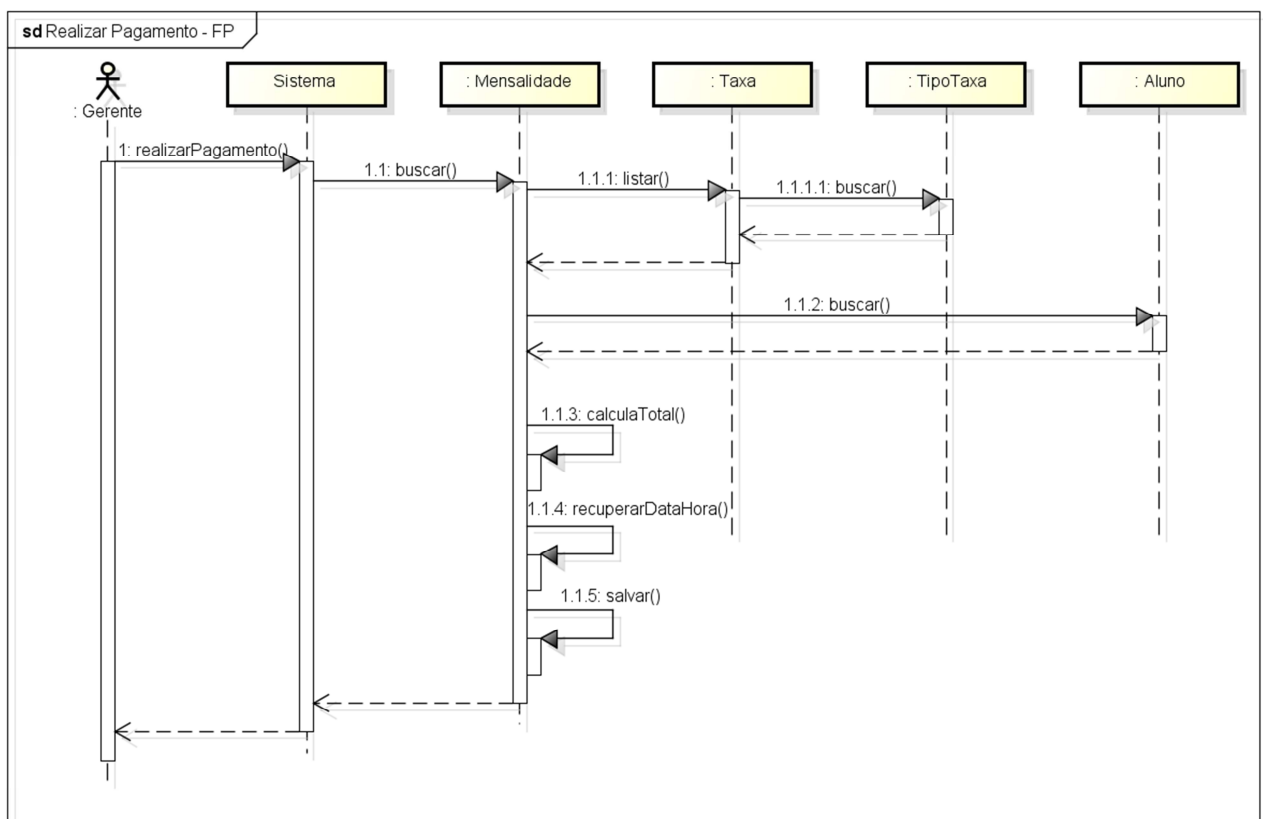 sd Realizar Pagamento - FP
: Gerente
Sistema
: Mensalidade
: Taxa
: TipoTaxa
: Aluno
1: realizarPagamento()
1.1: buscar()
1.1.1: listar()
1.1.1.1: buscar()
1.1.2: buscar()
1.1.3: calculaTotal()
1.1.4: recuperarDataHora()
1.1.5: salvar()